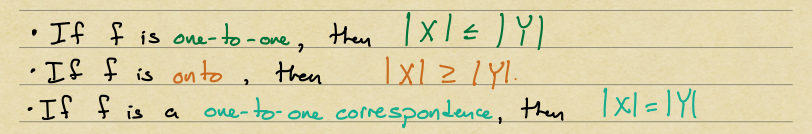 • If f is one-to-one, then |X| ≤ |Y|
• If f is onto, then |X| ≥ |Y|.
• If f is a one-to-one correspondence, then |X| = |Y|